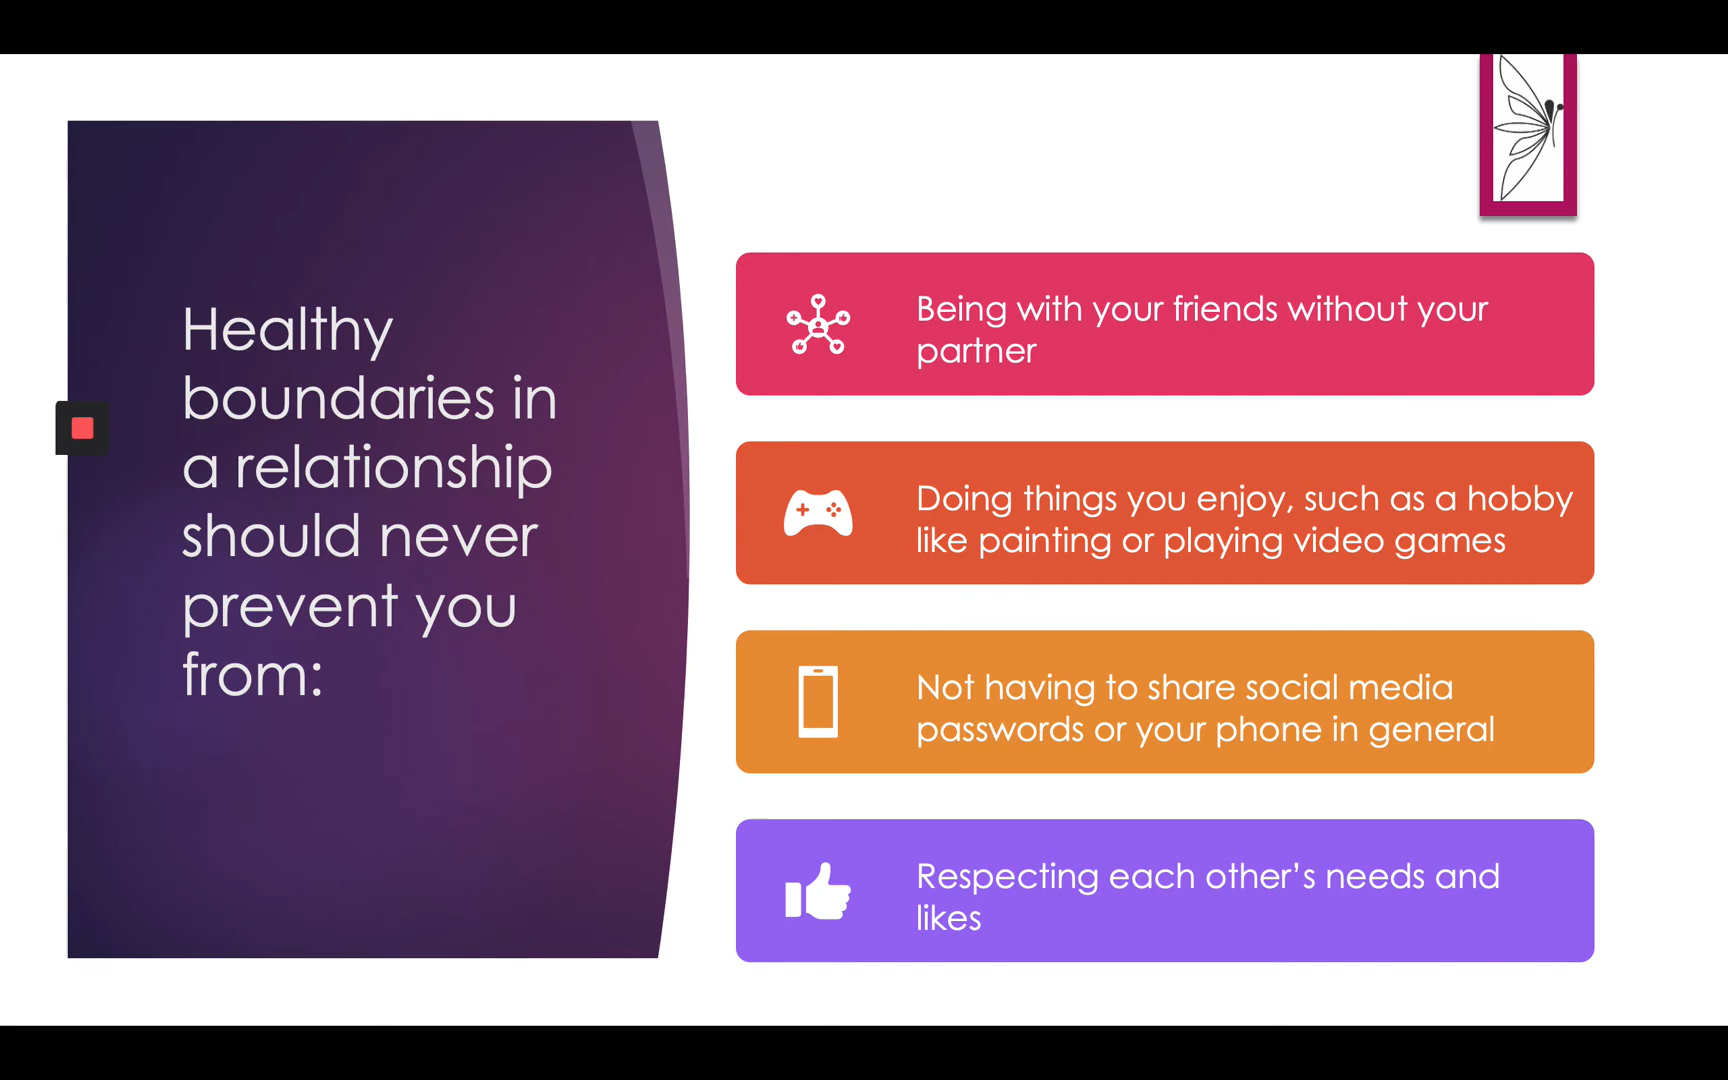 Healthy
boundaries in
a relationship
should never
prevent you
from:
Being with your friends without your
partner
Doing things you enjoy, such as a hobby
like painting or playing video games
Not having to share social media
passwords or your phone in general
Respecting each other’s needs and
likes